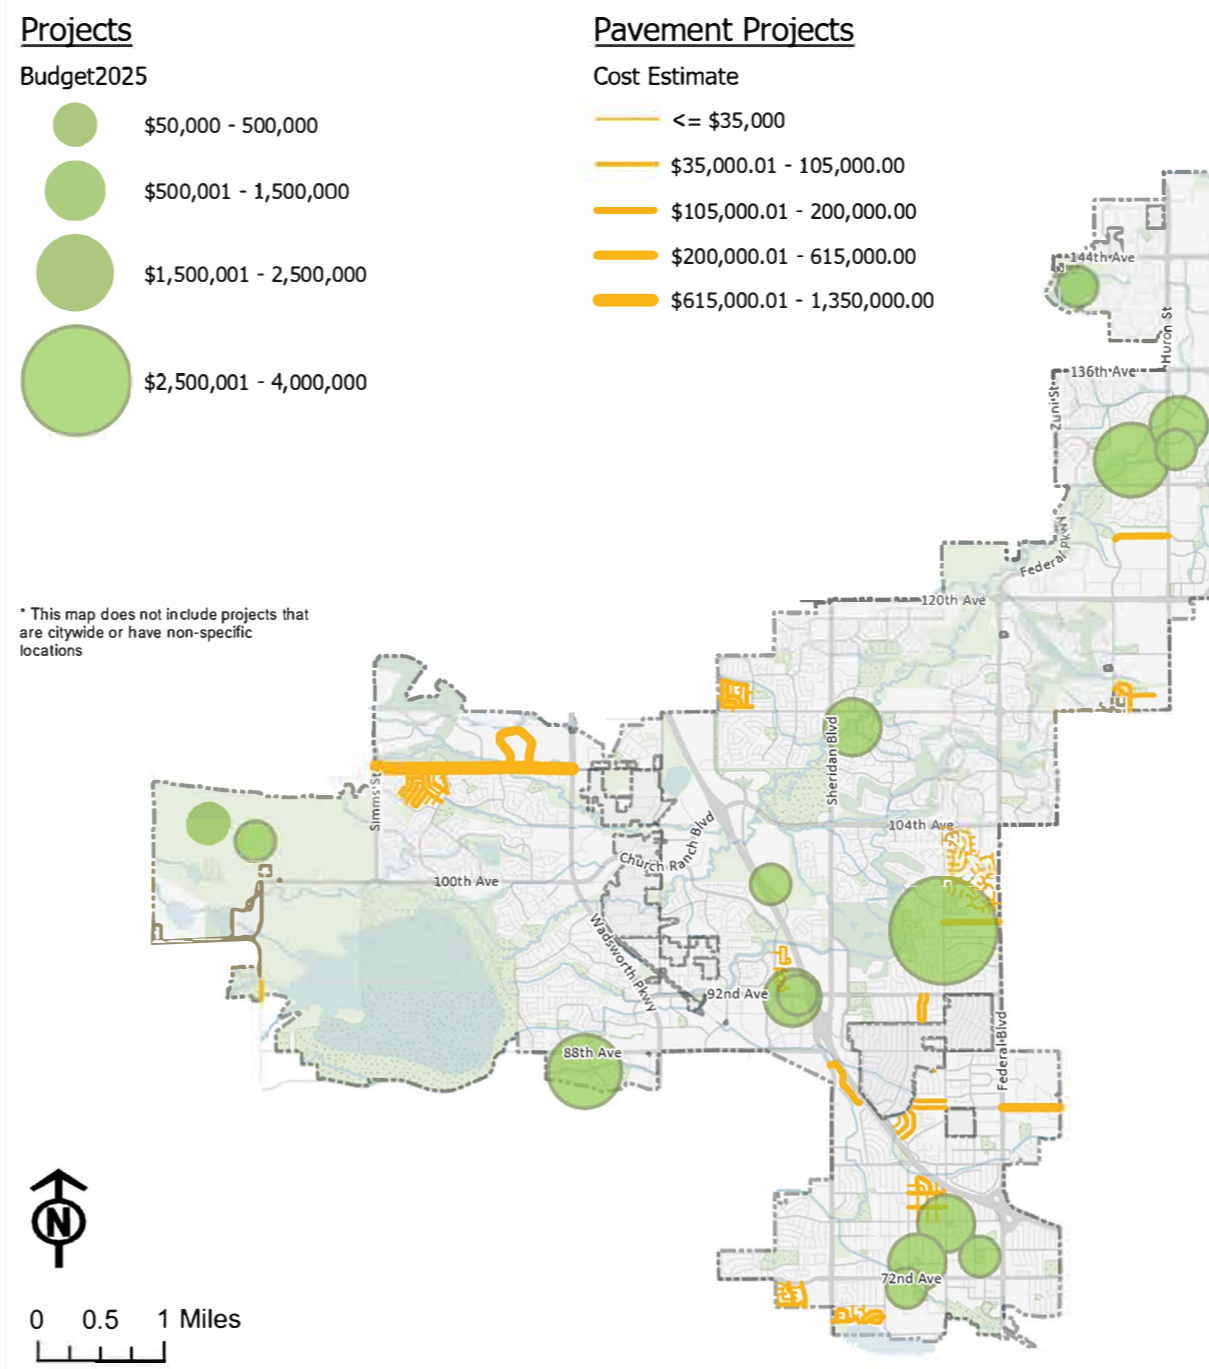 Projects
Budget2025
$50,000 - 500,000
$500,001 - 1,500,000
$1,500,001 - 2,500,000
$2,500,001 - 4,000,000
* This map does not include projects that
are citywide or have non-specific
locations
Pavement Projects
Cost Estimate
<= $35,000
$35,000.01 - 105,000.00
$105,000.01 - 200,000.00
$200,000.01 - 615,000.00
$615,000.01 - 1,350,000.00
144th Ave
Huron St
136th Ave
Zuni St
Federal Pkwy
120th Ave
Sheridan Blvd
Simms St
104th Ave
Church Ranch Blvd
100th Ave
Wadsworth Pkwy
92nd Ave
88th Ave
Federal Blvd
72nd Ave
N
0 0.5 1 Miles